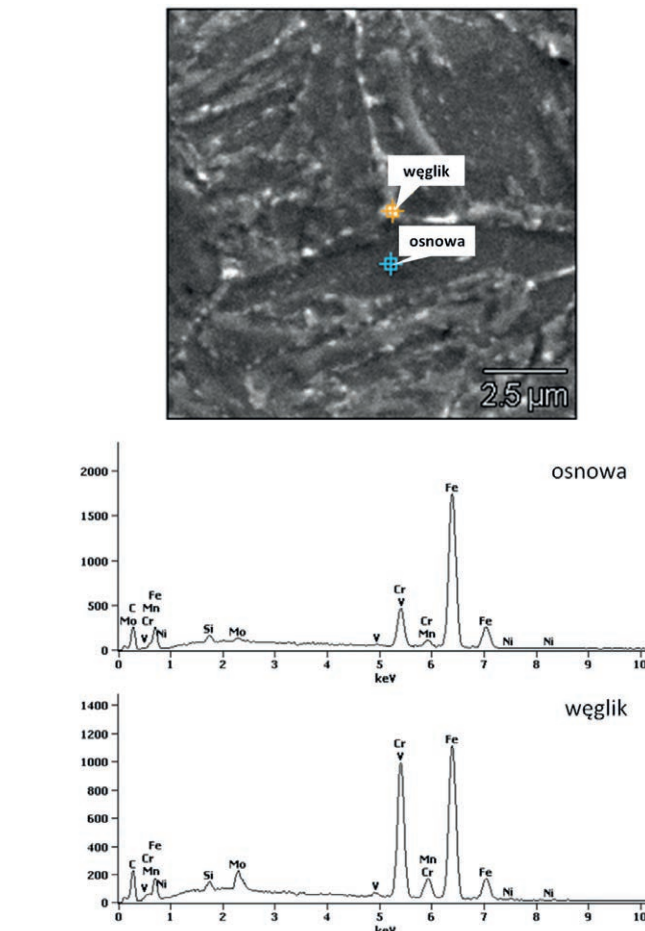 węglik
osnowa
2.5 µm
osnowa
2000
1500
1000
500
0
Fe
Cr
V
Fe
C Mn
Mo Cr
V Ni
Si
Mo
V
Cr
Mn
Fe
Ni
Ni
0 1 2 3 4 5 6 7 8 9 10
keV
węglik
1400
1200
1000
800
600
400
200
0
Cr
V
Fe
Fe
Cr
C Mn
V Ni
Si
Mo
V
Mn
Cr
Fe
Ni
Ni
0 1 2 3 4 5 6 7 8 9 10
keV